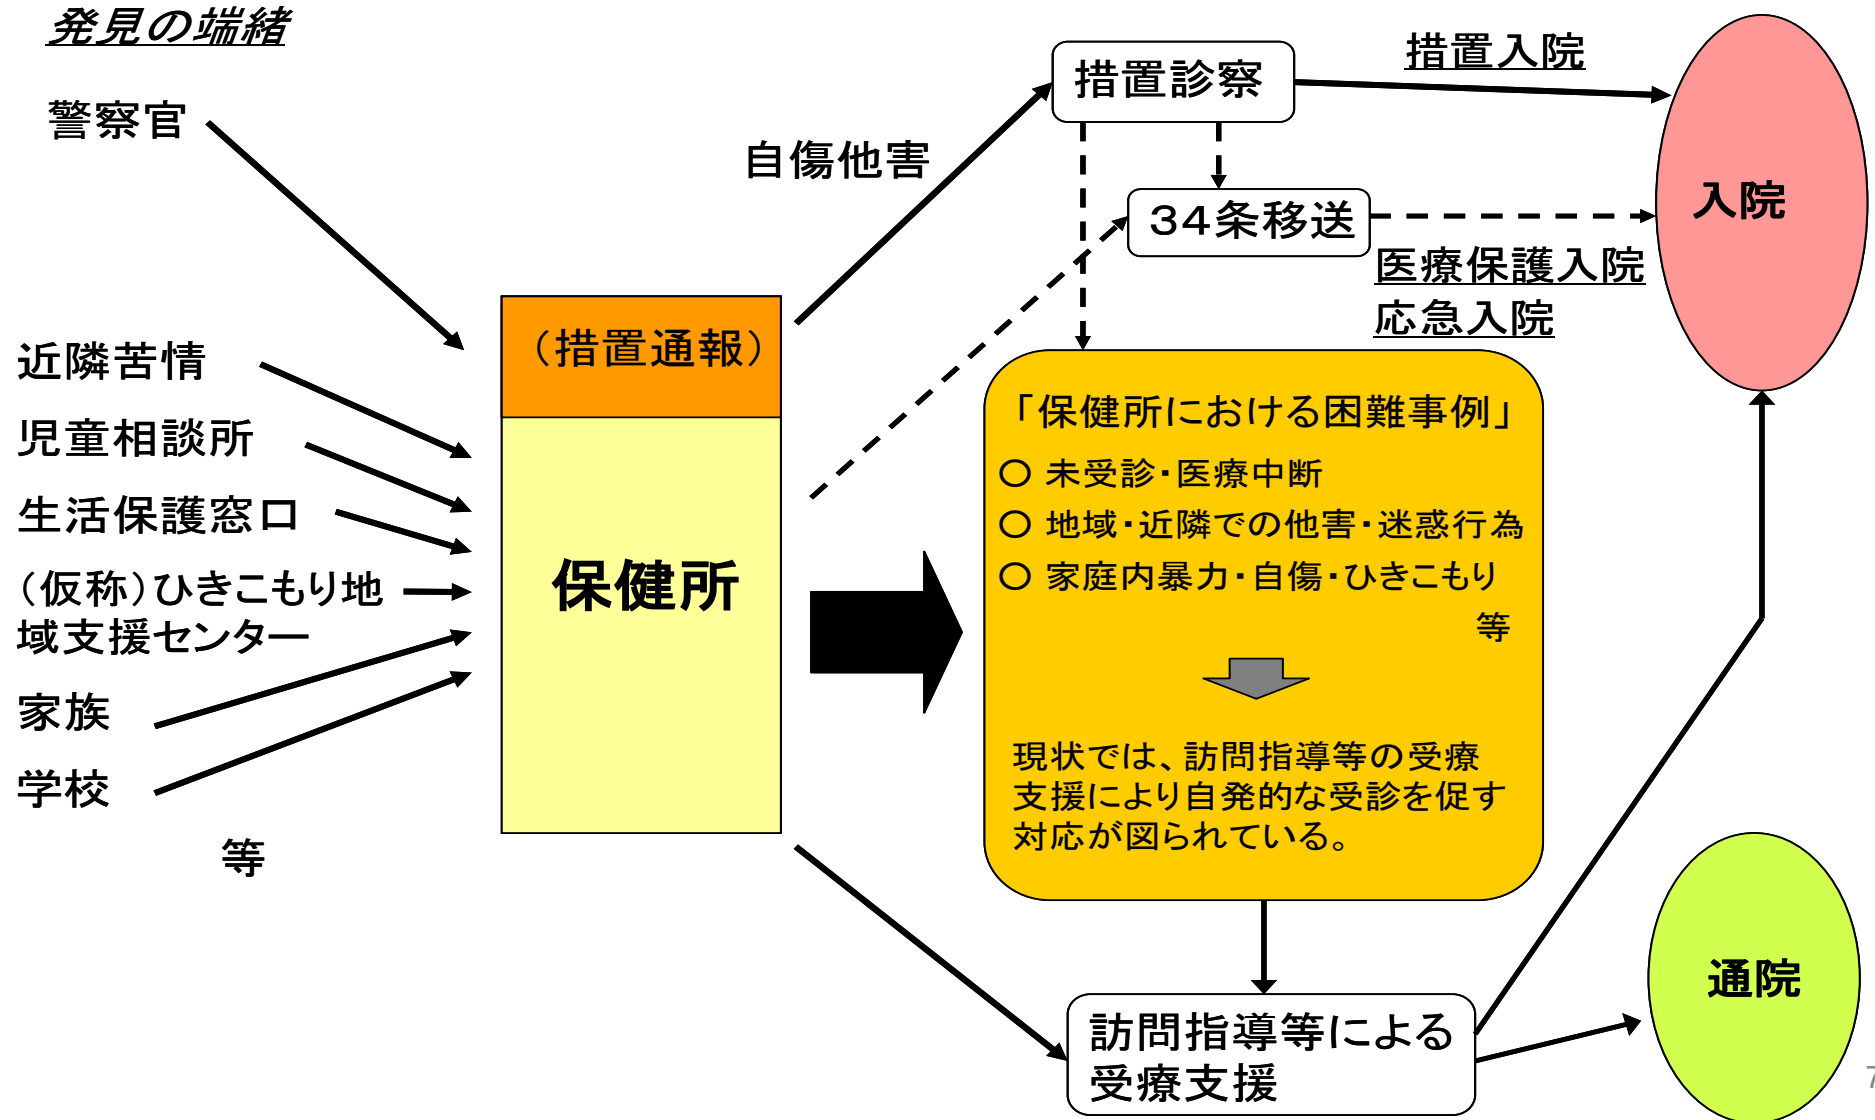 発見の端緒
警察官
近隣苦情
児童相談所
生活保護窓口
（仮称）ひきこもり地
域支援センター
家族
学校
等
（措置通報）
保健所
自傷他害
措置診察
措置入院
34条移送
医療保護入院
応急入院
入院
「保健所における困難事例」
○ 未受診・医療中断
○ 地域・近隣での他害・迷惑行為
○ 家庭内暴力・自傷・ひきこもり
等
現状では、訪問指導等の受療
支援により自発的な受診を促す
対応が図られている。
訪問指導等による
受療支援
通院
7